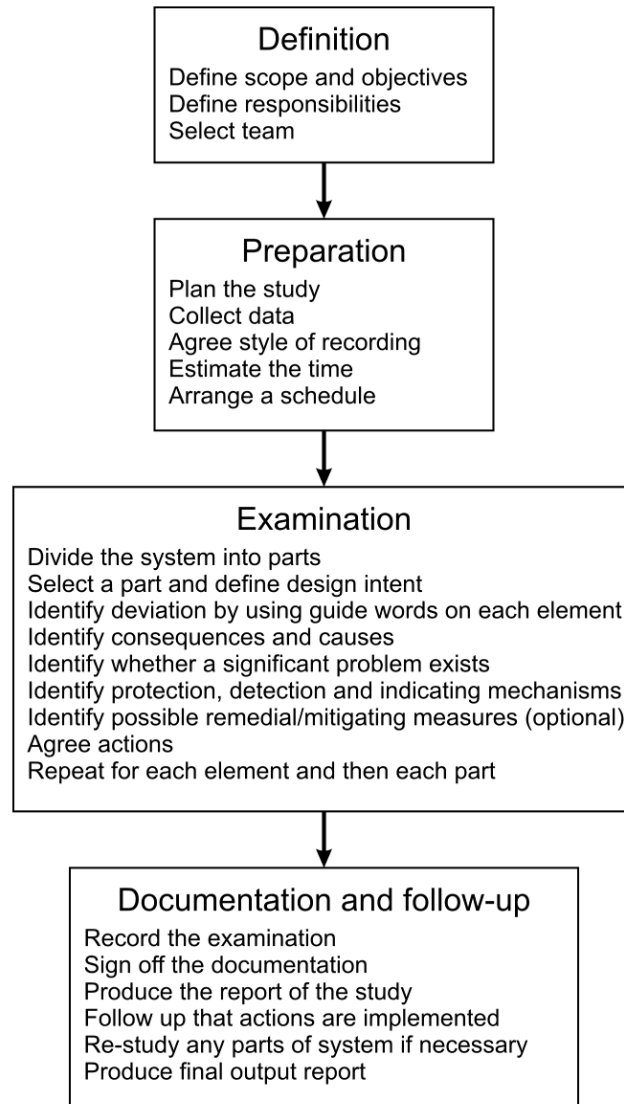 Definition
Define scope and objectives
Define responsibilities
Select team
Preparation
Plan the study
Collect data
Agree style of recording
Estimate the time
Arrange a schedule
Examination
Divide the system into parts
Select a part and define design intent
Identify deviation by using guide words on each element
Identify consequences and causes
Identify whether a significant problem exists
Identify protection, detection and indicating mechanisms
Identify possible remedial/mitigating measures (optional)
Agree actions
Repeat for each element and then each part
Documentation and follow-up
Record the examination
Sign off the documentation
Produce the report of the study
Follow up that actions are implemented
Re-study any parts of system if necessary
Produce final output report